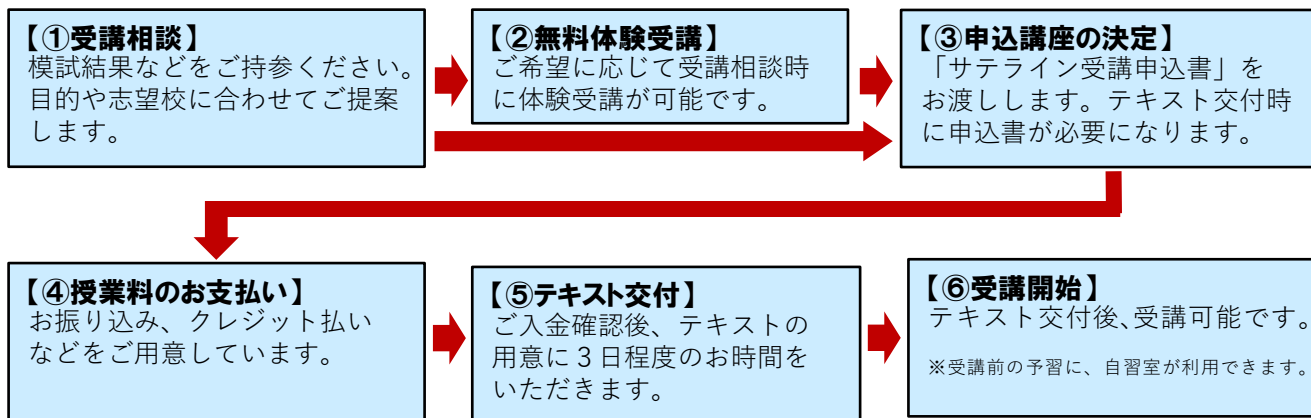 【①受講相談】
模試結果などをご持参ください。
目的や志望校に合わせてご提案
します。
【②無料体験受講】
ご希望に応じて受講相談時
に体験受講が可能です。
【③申込講座の決定】
「サテライン受講申込書」を
お渡しします。テキスト交付時
に申込書が必要になります。
【④授業料のお支払い】
お振り込み、クレジット払い
などをご用意しています。
【⑤テキスト交付】
ご入金確認後、テキストの
用意に３日程度のお時間を
いただきます。
【⑥受講開始】
テキスト交付後、受講可能です。
※受講前の予習に、自習室が利用できます。